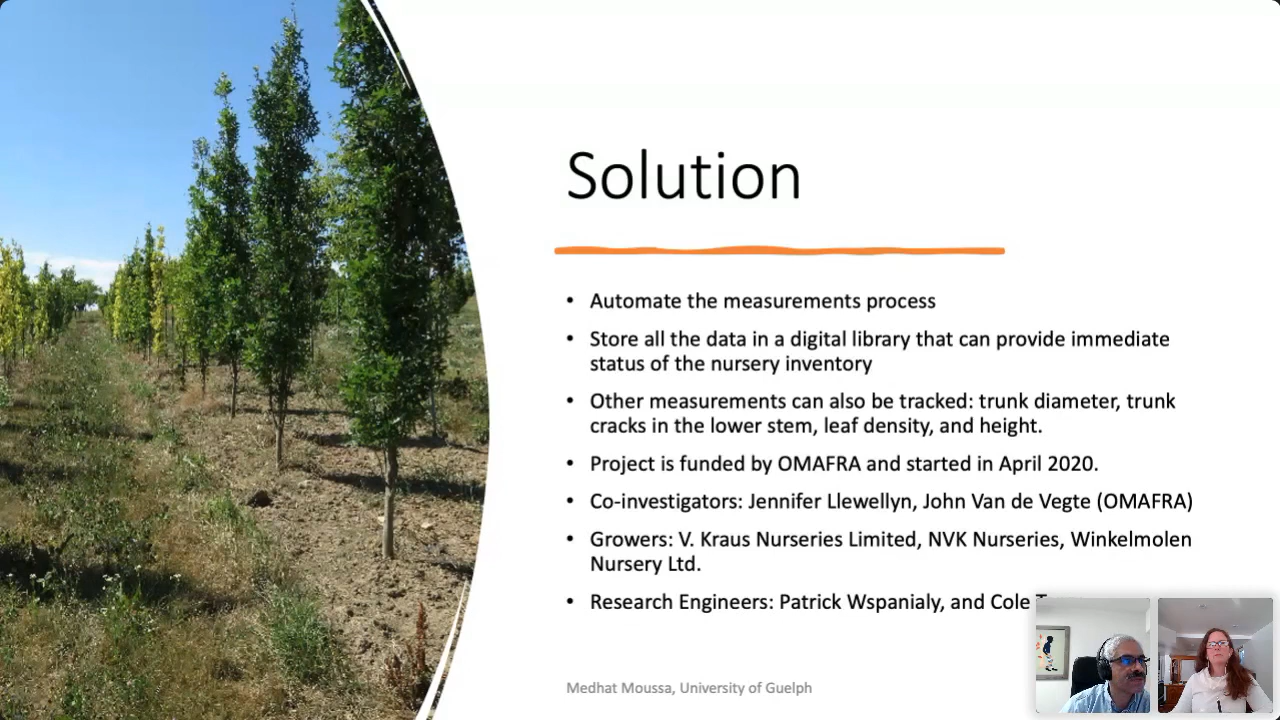 Solution
• Automate the measurements process
• Store all the data in a digital library that can provide immediate
status of the nursery inventory
• Other measurements can also be tracked: trunk diameter, trunk
cracks in the lower stem, leaf density, and height.
• Project is funded by OMAFRA and started in April 2020.
• Co-investigators: Jennifer Llewellyn, John Van de Vegte (OMAFRA)
• Growers: V. Kraus Nurseries Limited, NVK Nurseries, Winkelmolen
Nursery Ltd.
• Research Engineers: Patrick Wspanialy, and Cole
Medhat Moussa, University of Guelph